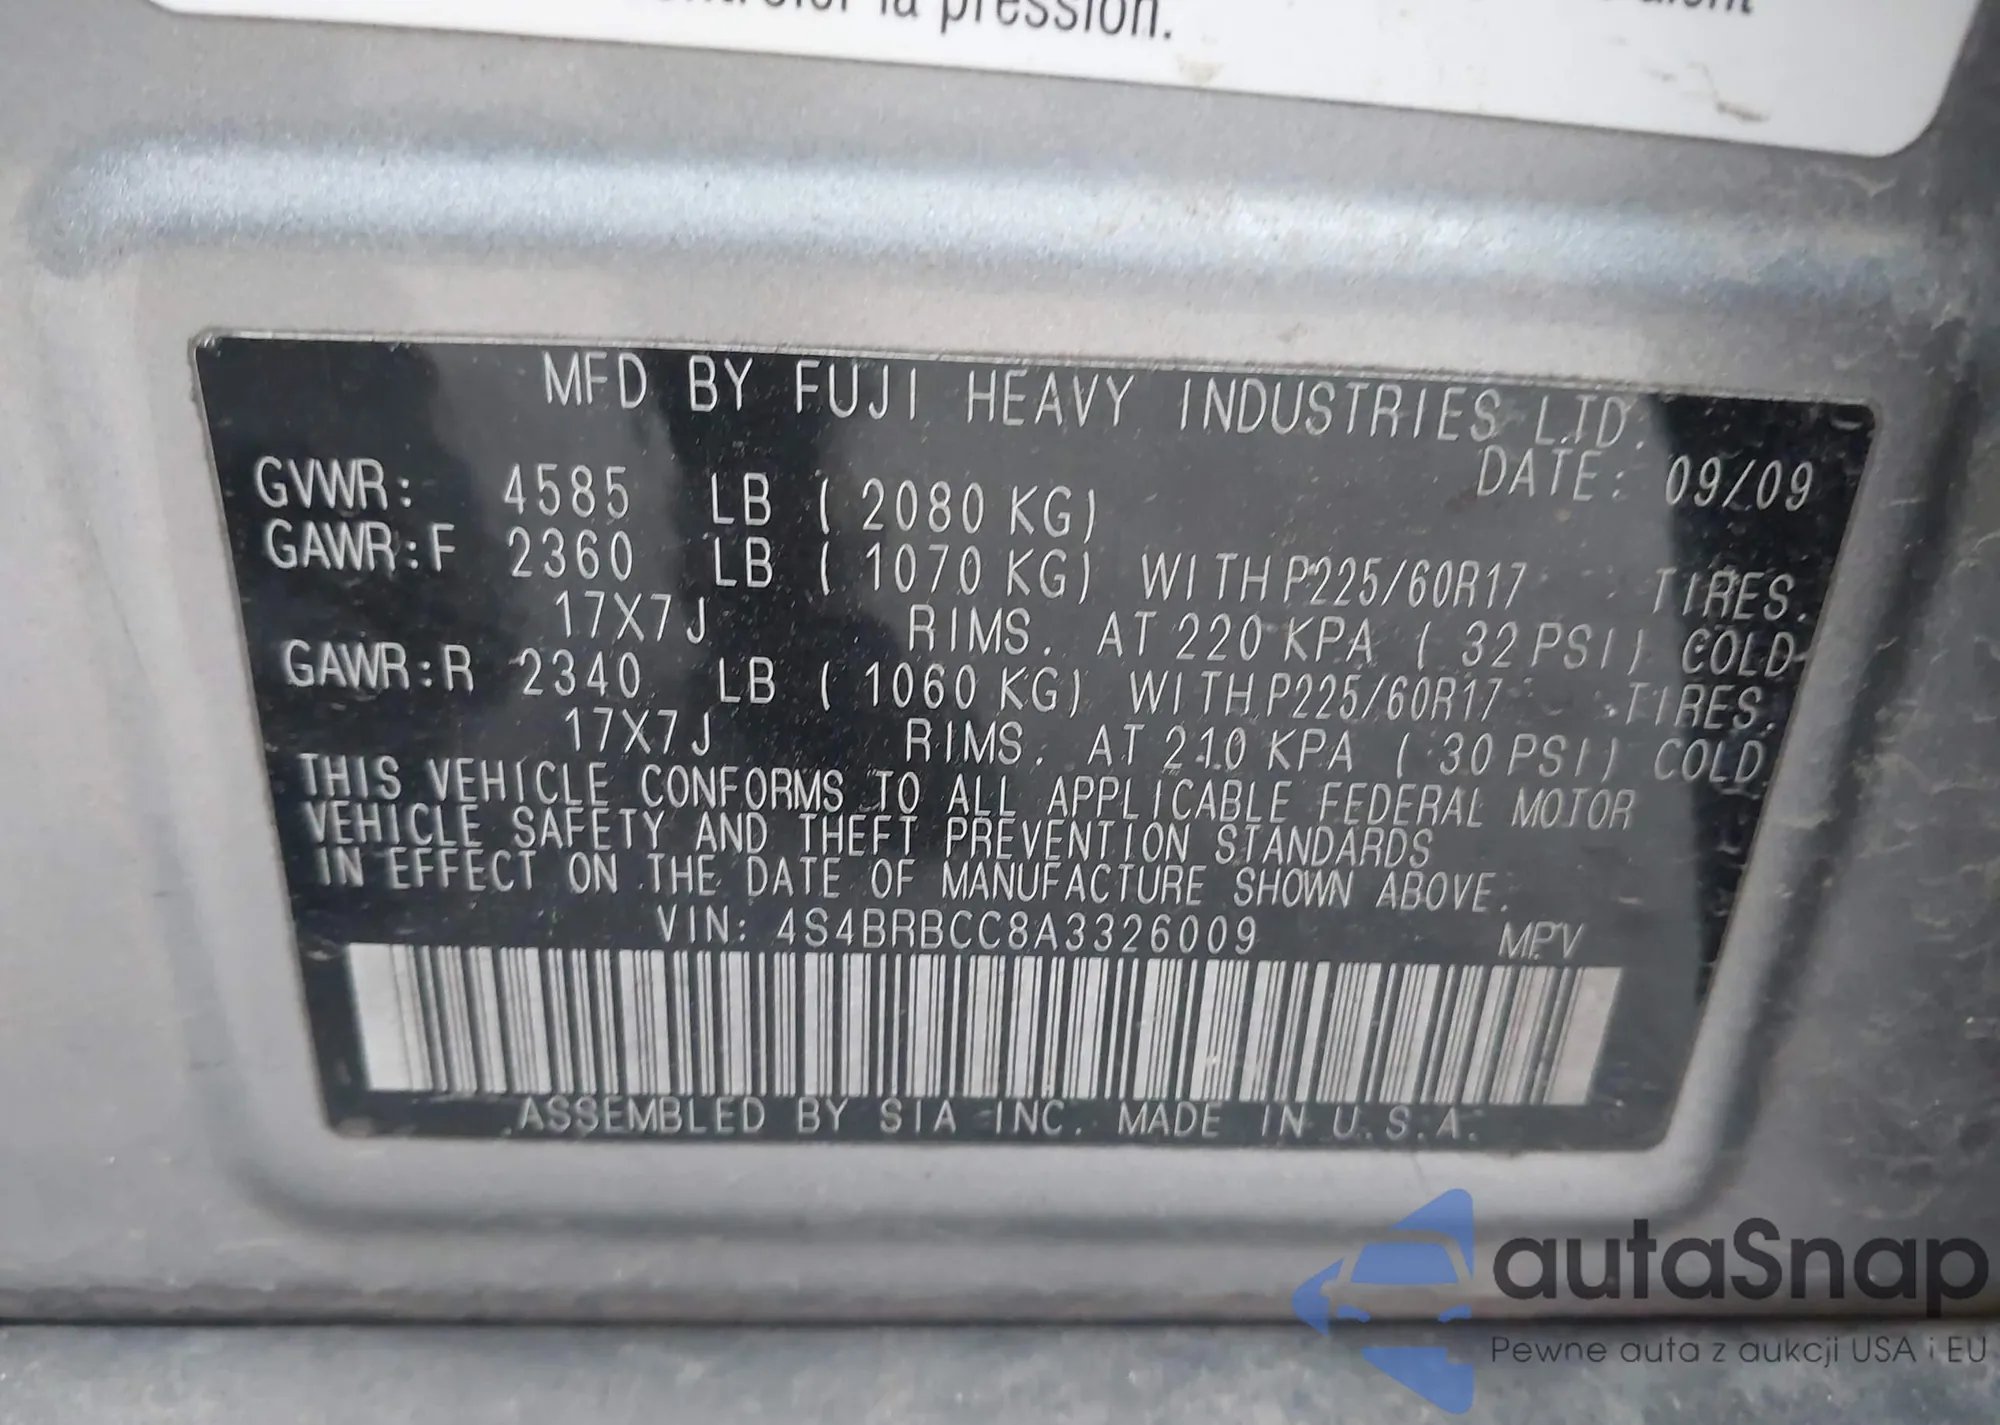 la pression.
MFD BY FUJI HEAVY INDUSTRIES LTD.
DATE: 09/09
GVWR: 4585 LB ( 2080 KG)
GAWR:F 2360 LB ( 1070 KG) WITH P225/60R17 TIRES.
17X7J RIMS. AT 220 KPA ( 32 PSI) COLD
GAWR:R 2340 LB ( 1060 KG) WITH P225/60R17 TIRES.
17X7J RIMS. AT 210 KPA ( 30 PSI) COLD
THIS VEHICLE CONFORMS TO ALL APPLICABLE FEDERAL MOTOR
VEHICLE SAFETY AND THEFT PREVENTION STANDARDS
IN EFFECT ON THE DATE OF MANUFACTURE SHOWN ABOVE.
VIN: 4S4BRBCC8A3326009 MPV
ASSEMBLED BY SIA INC. MADE IN U.S.A.
autaSnap
Pewne auta z aukcji USA i EU